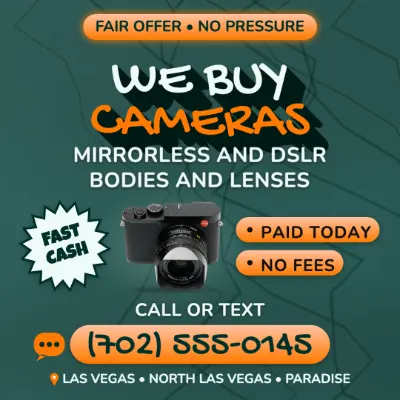 FAIR OFFER • NO PRESSURE
WE BUY
CAMERAS
MIRRORLESS AND DSLR
BODIES AND LENSES
FAST
CASH
• PAID TODAY
• NO FEES
CALL OR TEXT
(702) 555-0145
LAS VEGAS • NORTH LAS VEGAS • PARADISE